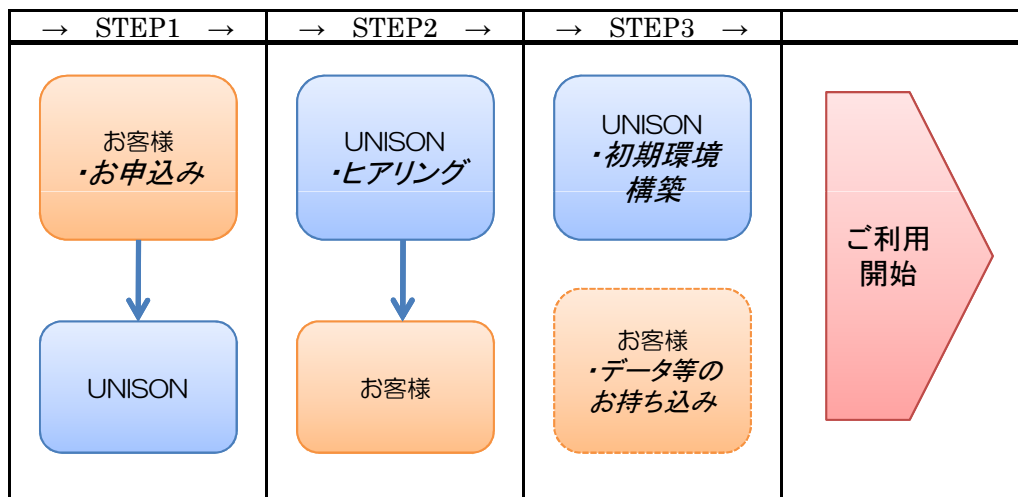 → STEP1 →
→ STEP2 →
→ STEP3 →
お客様
・お申込み
UNISON
UNISON
・ヒアリング
お客様
UNISON
・初期環境
構築
お客様
・データ等の
お持ち込み
ご利用
開始